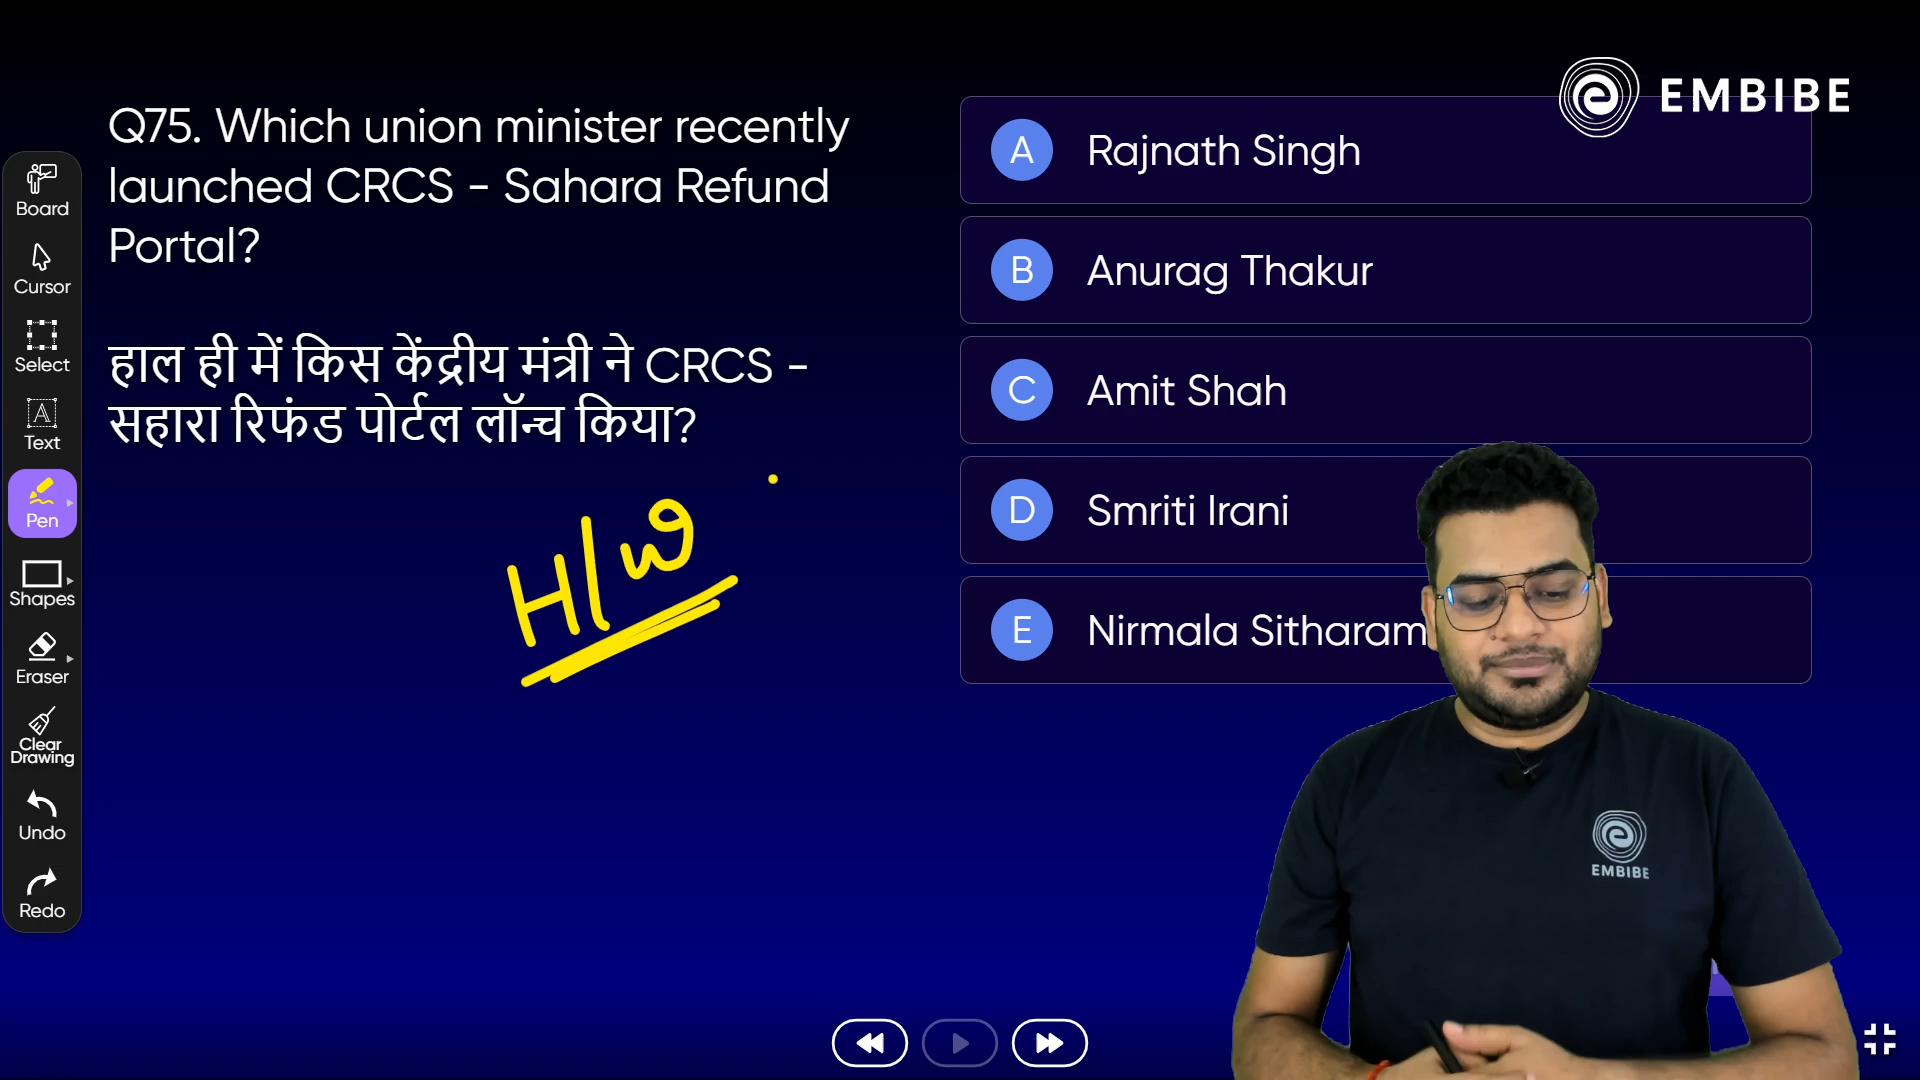 EMBIBE
Q75. Which union minister recently
launched CRCS - Sahara Refund
Portal?
हाल ही में किस केंद्रीय मंत्री ने CRCS -
सहारा रिफंड पोर्टल लॉन्च किया?
H/w
A Rajnath Singh
B Anurag Thakur
C Amit Shah
D Smriti Irani
E Nirmala Sitharam
Board
Cursor
Select
Text
Pen
Shapes
Eraser
Clear
Drawing
Undo
Redo
EMBIBE